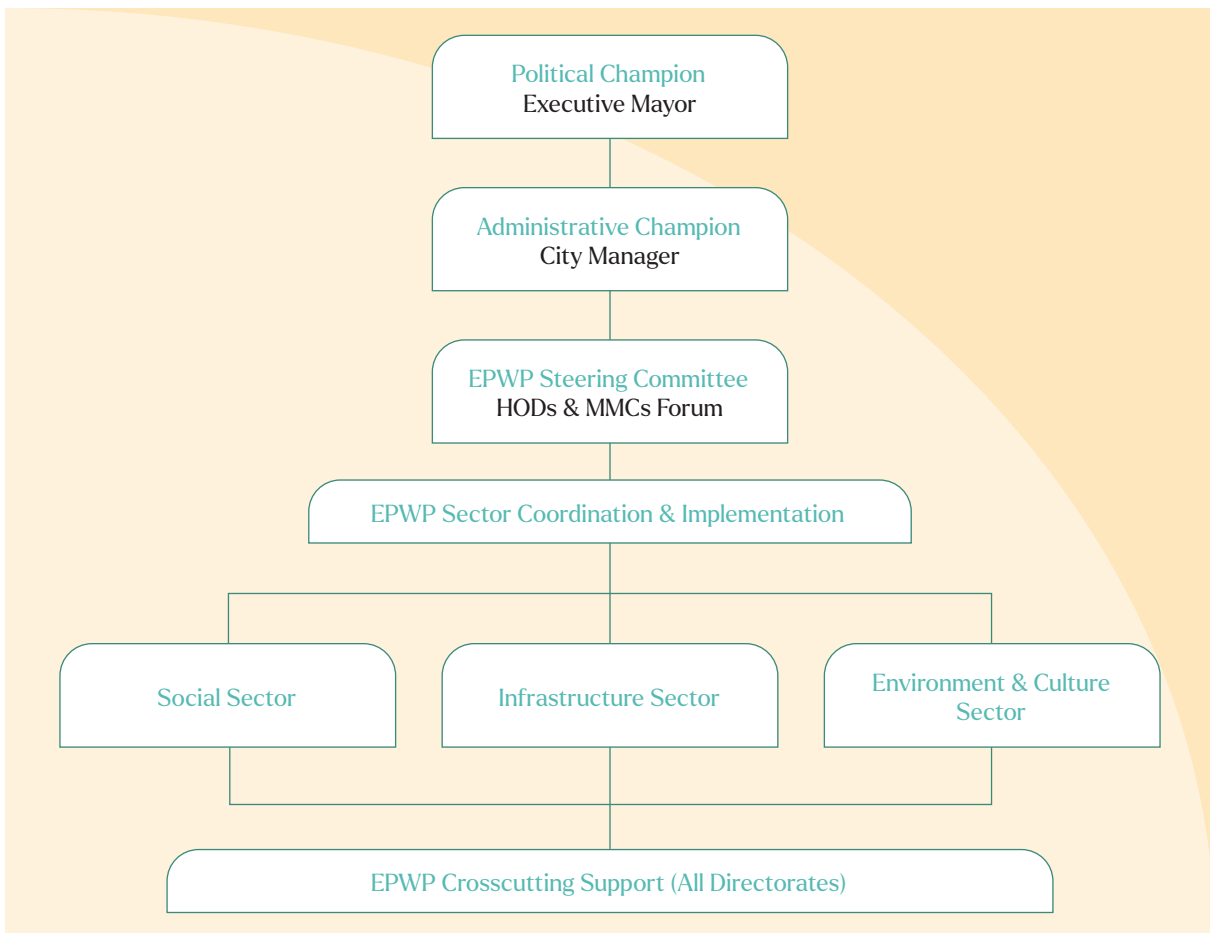 Political Champion
Executive Mayor
Administrative Champion
City Manager
EPWP Steering Committee
HODs & MMCs Forum
EPWP Sector Coordination & Implementation
Social Sector
Infrastructure Sector
Environment & Culture
Sector
EPWP Crosscutting Support (All Directorates)